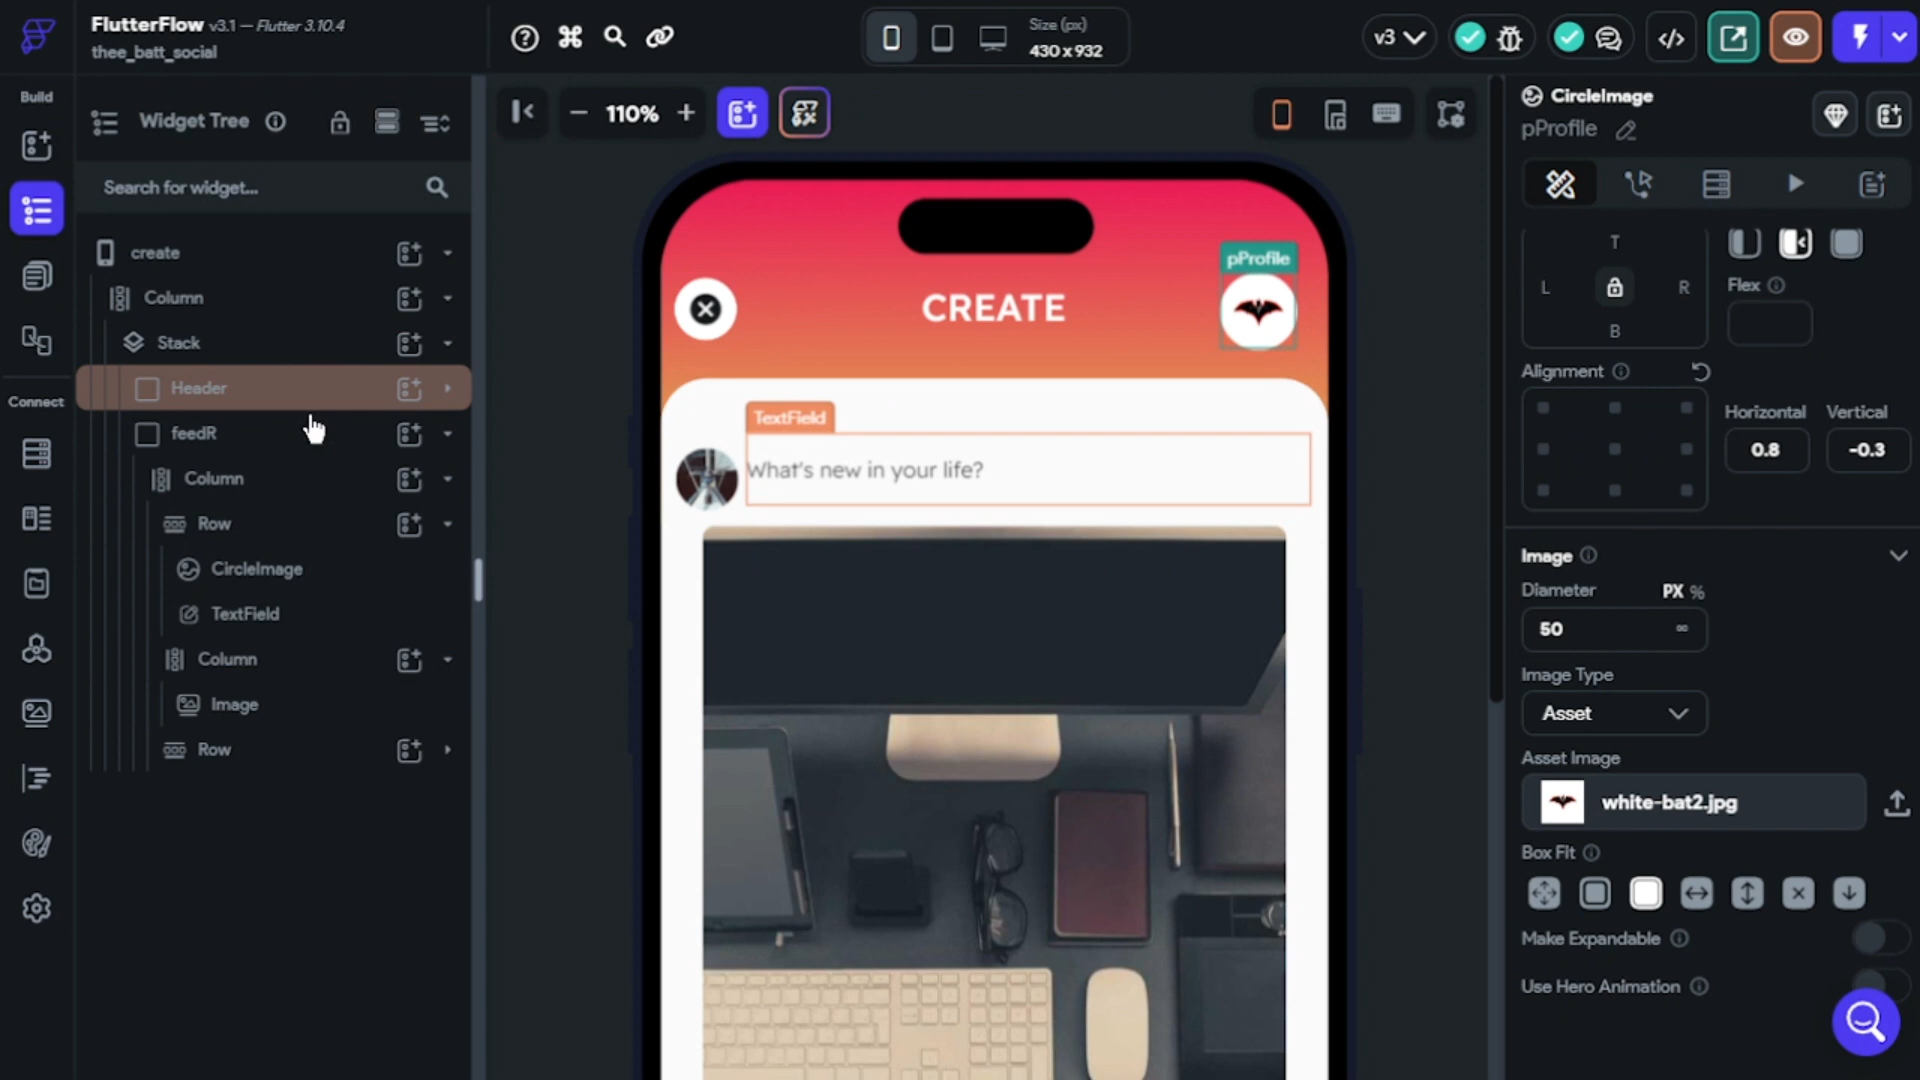 FlutterFlow v3.1 — Flutter 3.10.4
thee_batt_social
Size (px)
430 x 932
v3
Build
Connect
Widget Tree
Search for widget...
create
Column
Stack
Header
feedR
Column
Row
CircleImage
TextField
Column
Image
Row
110%
pProfile
CREATE
TextField
What's new in your life?
CircleImage
pProfile
T
L
R
B
Flex
Alignment
Horizontal
Vertical
0.8
-0.3
Image
Diameter
PX %
50
Image Type
Asset
Asset Image
white-bat2.jpg
Box Fit
Make Expandable
Use Hero Animation